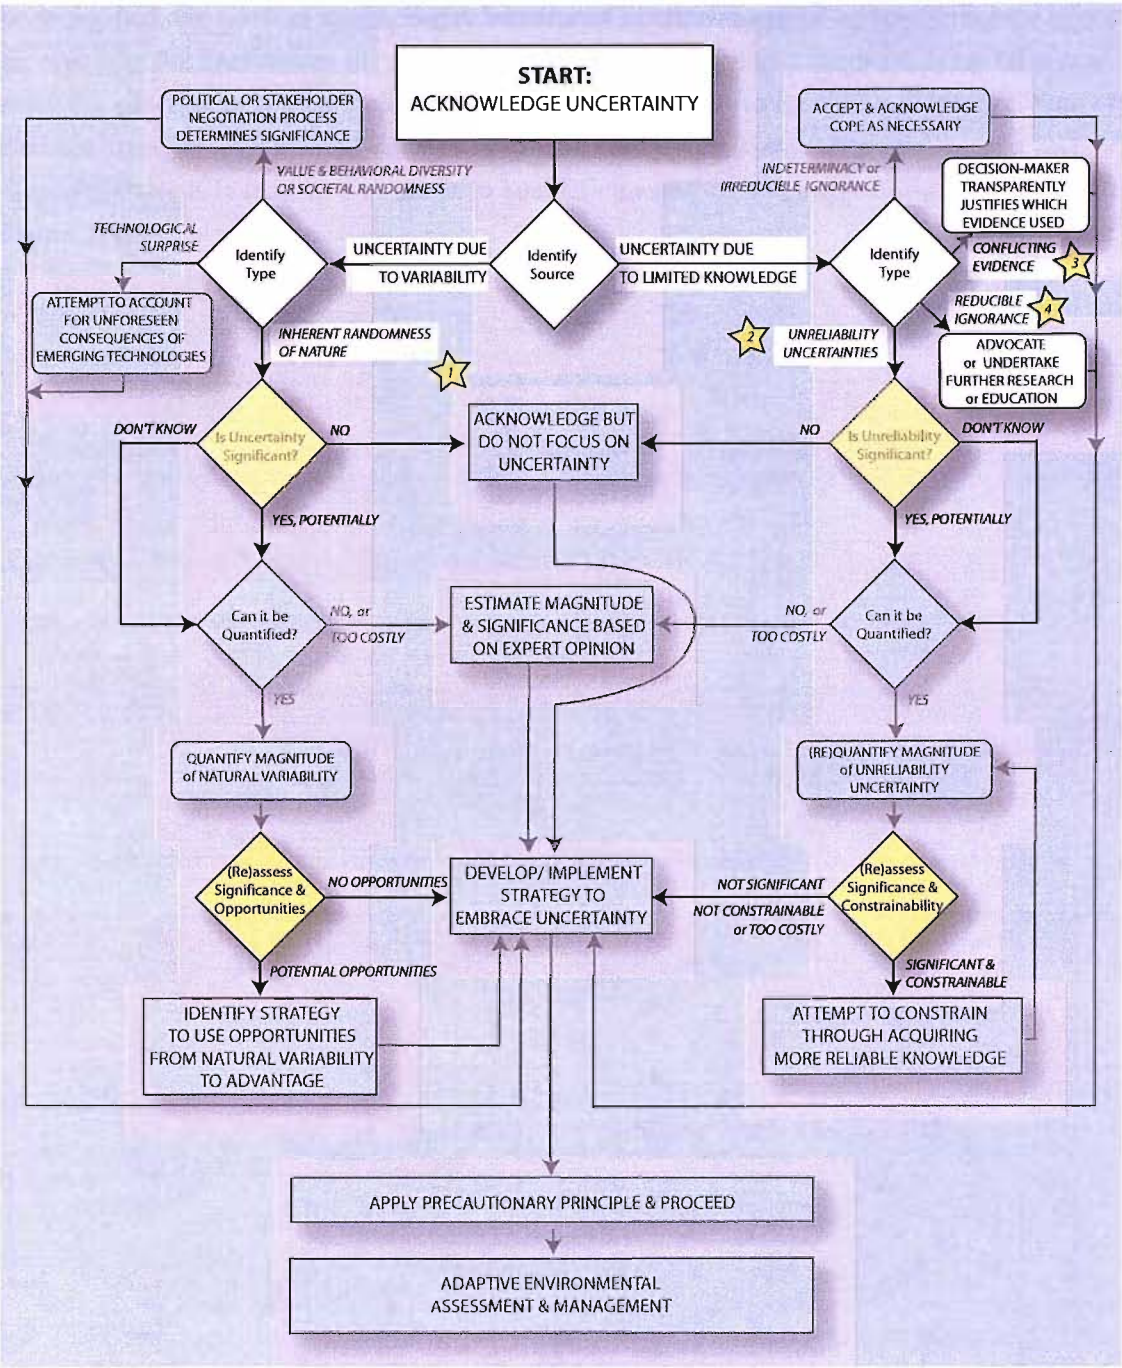 START:
ACKNOWLEDGE UNCERTAINTY
POLITICAL OR STAKEHOLDER
NEGOTIATION PROCESS
DETERMINES SIGNIFICANCE
ACCEPT & ACKNOWLEDGE
COPE AS NECESSARY
VALUE & BEHAVIORAL DIVERSITY
OR SOCIETAL RANDOMNESS
INDETERMINACY or
IRREDUCIBLE IGNORANCE
DECISION-MAKER
TRANSPARENTLY
JUSTIFIES WHICH
EVIDENCE USED
TECHNOLOGICAL
SURPRISE
Identify
Type
UNCERTAINTY DUE
TO VARIABILITY
Identify
Source
UNCERTAINTY DUE
TO LIMITED KNOWLEDGE
Identify
Type
CONFLICTING
EVIDENCE
3
ATTEMPT TO ACCOUNT
FOR UNFORESEEN
CONSEQUENCES OF
EMERGING TECHNOLOGIES
REDUCIBLE
IGNORANCE
4
INHERENT RANDOMNESS
OF NATURE
1
2
UNRELIABILITY
UNCERTAINTIES
ADVOCATE
or UNDERTAKE
FURTHER RESEARCH
or EDUCATION
DON'T KNOW
Is Uncertainty
Significant?
NO
ACKNOWLEDGE BUT
DO NOT FOCUS ON
UNCERTAINTY
NO
Is Unreliability
Significant?
DON'T KNOW
YES, POTENTIALLY
YES, POTENTIALLY
Can it be
Quantified?
NO, or
TOO COSTLY
ESTIMATE MAGNITUDE
& SIGNIFICANCE BASED
ON EXPERT OPINION
NO, or
TOO COSTLY
Can it be
Quantified?
YES
YES
QUANTIFY MAGNITUDE
of NATURAL VARIABILITY
(RE)QUANTIFY MAGNITUDE
of UNRELIABILITY
UNCERTAINTY
(Re)assess
Significance &
Opportunities
NO OPPORTUNITIES
DEVELOP/ IMPLEMENT
STRATEGY TO
EMBRACE UNCERTAINTY
NOT SIGNIFICANT
NOT CONSTRAINABLE
or TOO COSTLY
(Re)assess
Significance &
Constrainability
POTENTIAL OPPORTUNITIES
SIGNIFICANT &
CONSTRAINABLE
IDENTIFY STRATEGY
TO USE OPPORTUNITIES
FROM NATURAL VARIABILITY
TO ADVANTAGE
ATTEMPT TO CONSTRAIN
THROUGH ACQUIRING
MORE RELIABLE KNOWLEDGE
APPLY PRECAUTIONARY PRINCIPLE & PROCEED
ADAPTIVE ENVIRONMENTAL
ASSESSMENT & MANAGEMENT